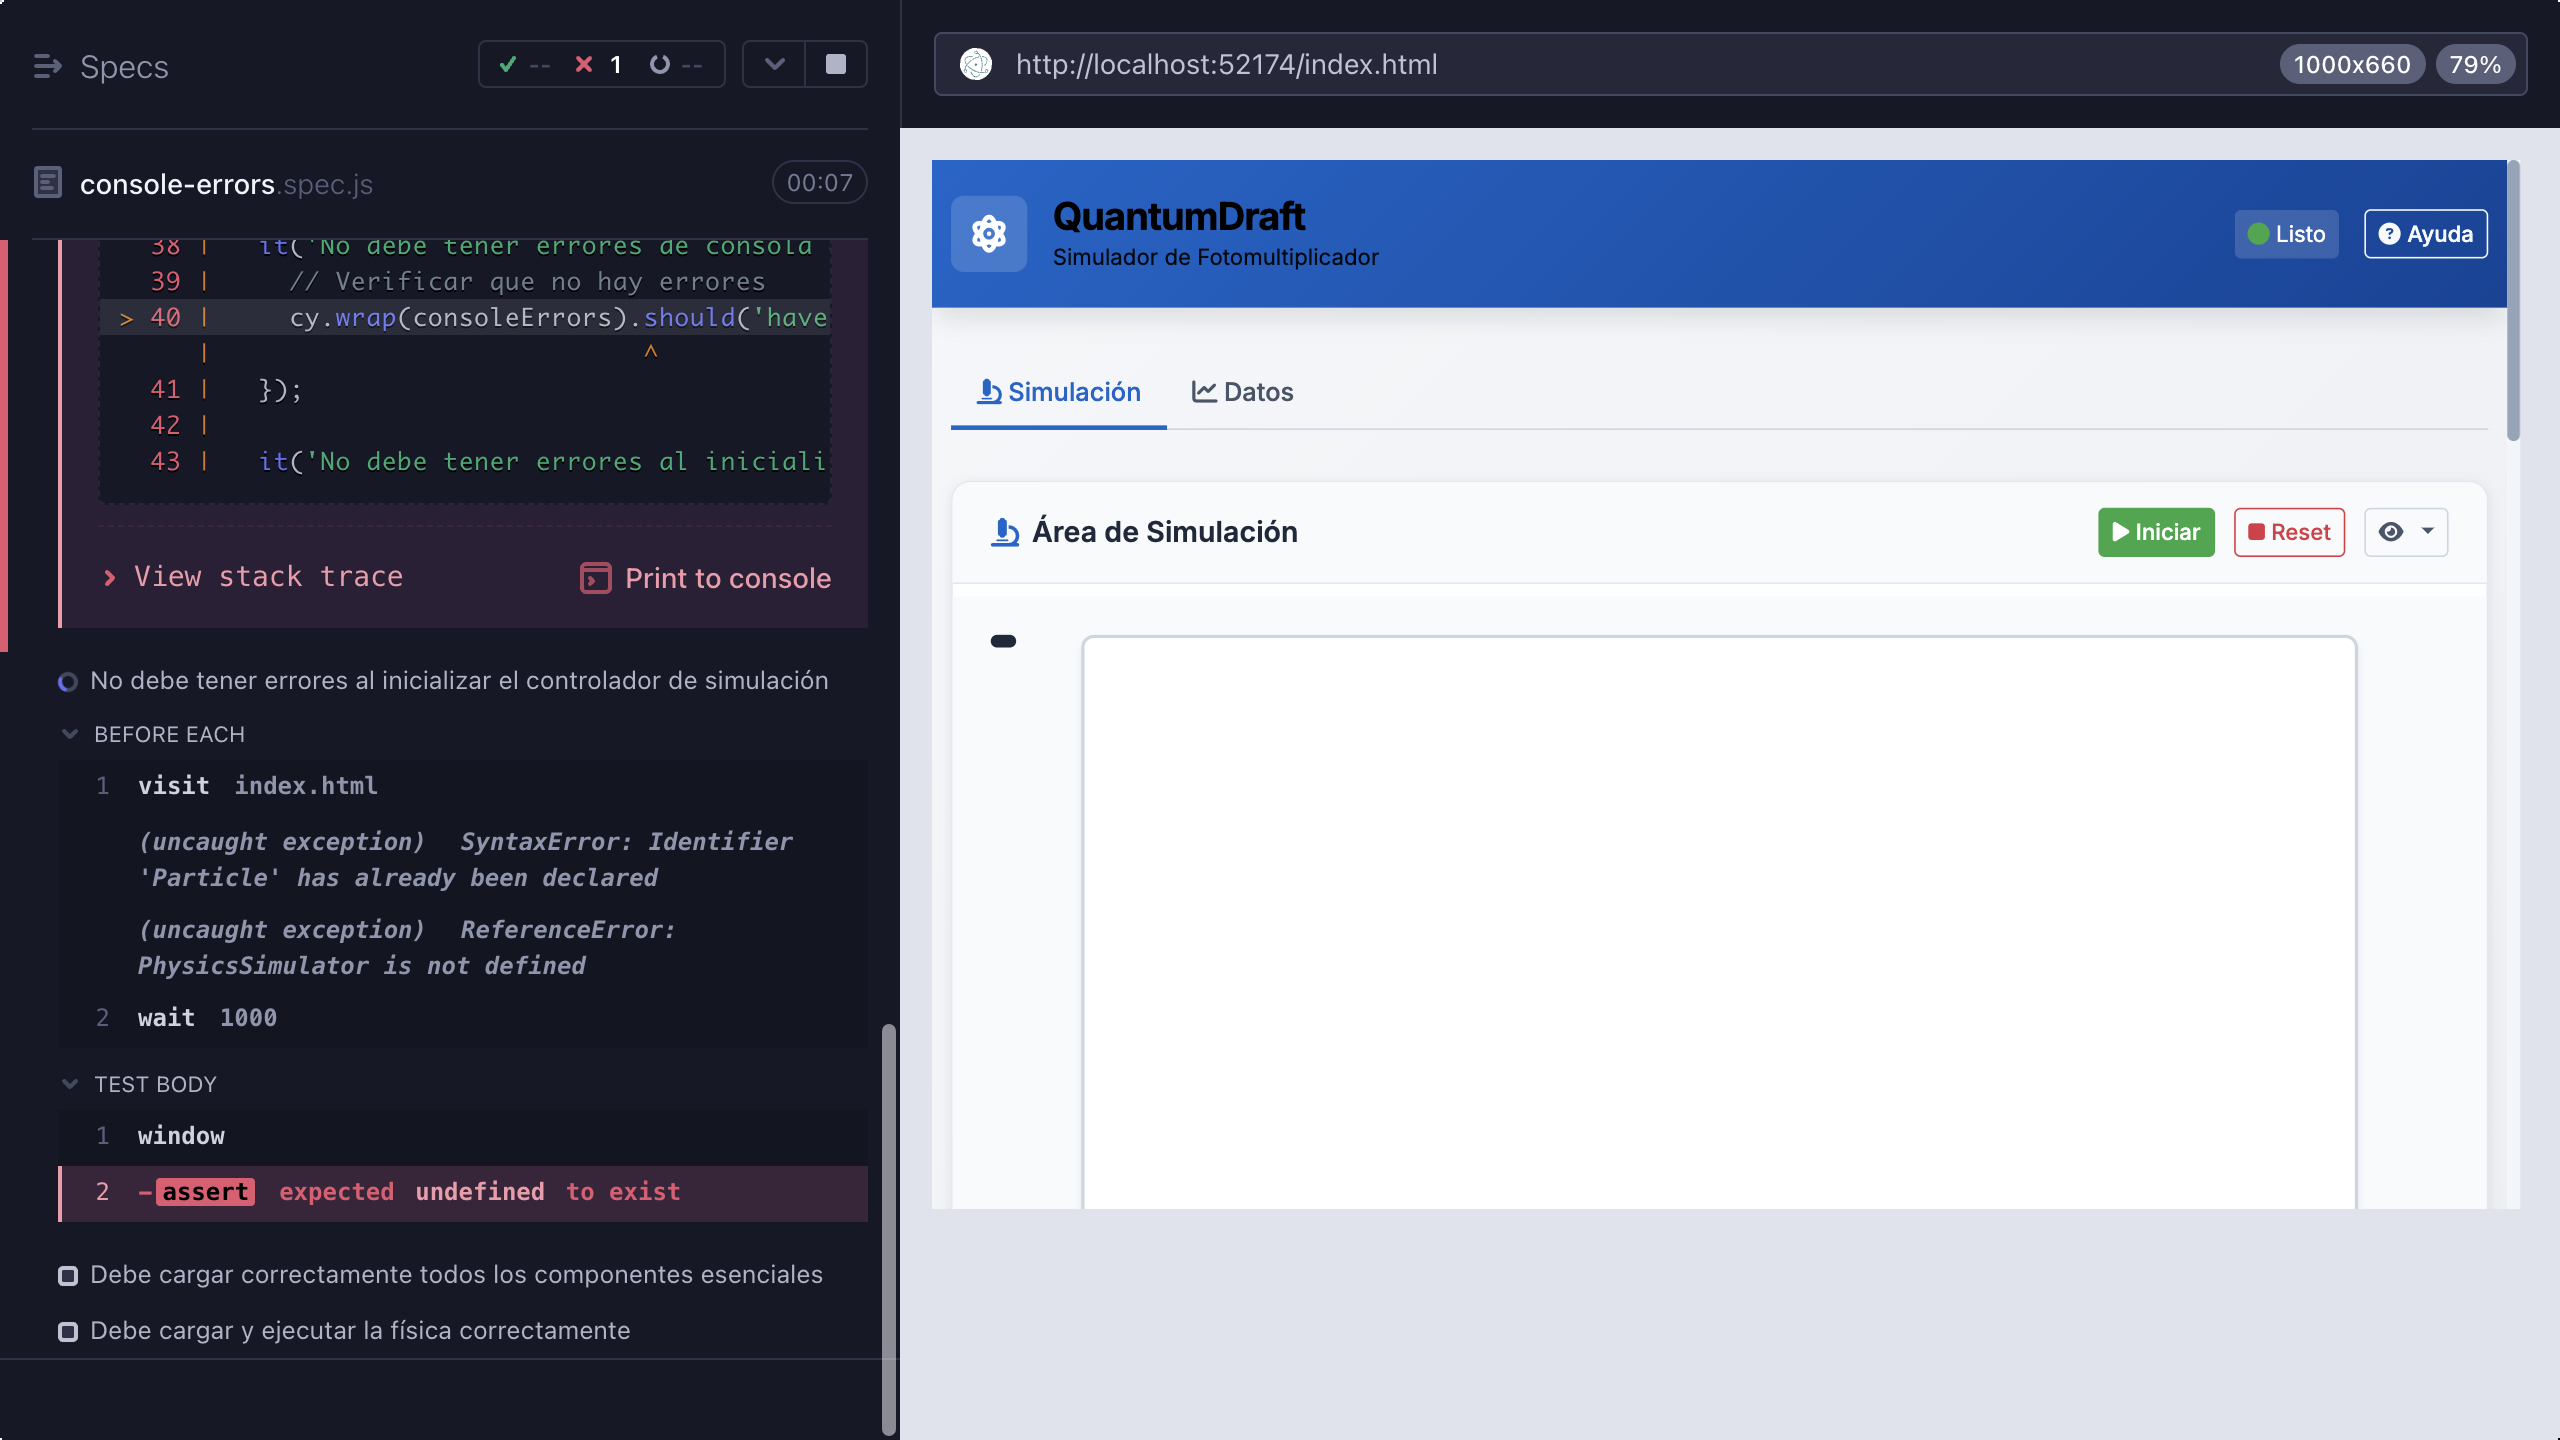 Specs
-- 1 --
console-errors.spec.js
00:07
38 | it('No debe tener errores de consola
39 | // Verificar que no hay errores
> 40 | cy.wrap(consoleErrors).should('have
| ^
41 | });
42 |
43 | it('No debe tener errores al iniciali
View stack trace
Print to console
No debe tener errores al inicializar el controlador de simulación
BEFORE EACH
1 visit index.html
(uncaught exception) SyntaxError: Identifier
'Particle' has already been declared
(uncaught exception) ReferenceError:
PhysicsSimulator is not defined
2 wait 1000
TEST BODY
1 window
2 -assert expected undefined to exist
Debe cargar correctamente todos los componentes esenciales
Debe cargar y ejecutar la física correctamente
http://localhost:52174/index.html
1000x660
79%
QuantumDraft
Simulador de Fotomultiplicador
Listo
? Ayuda
Simulación
Datos
Área de Simulación
Iniciar
Reset